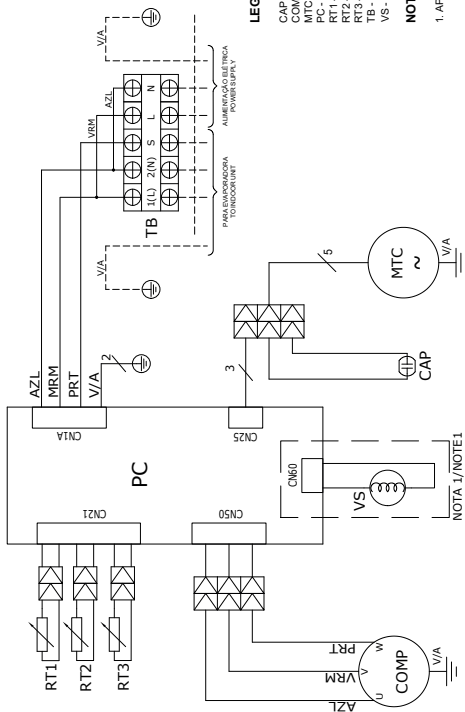 V/A
V/A
AZL
VRM
1(L)
2(N)
S
L
N
TB
PARA EVAPORADORA
TO INDOOR UNIT
ALIMENTAÇÃO ELÉTRICA
POWER SUPPLY
AZL
MRM
PRT
V/A
2
CN1A
CN21
PC
CN25
CN50
CN60
3
5
MTC
~
V/A
CAP
VS
NOTA 1/NOTE1
RT1
RT2
RT3
AZL
VRM
PRT
U
V
W
COMP
V/A
LEG
CAP
COM
MTC
PC -
RT1 -
RT2 -
RT3 -
TB -
VS -
NOT
1. AP